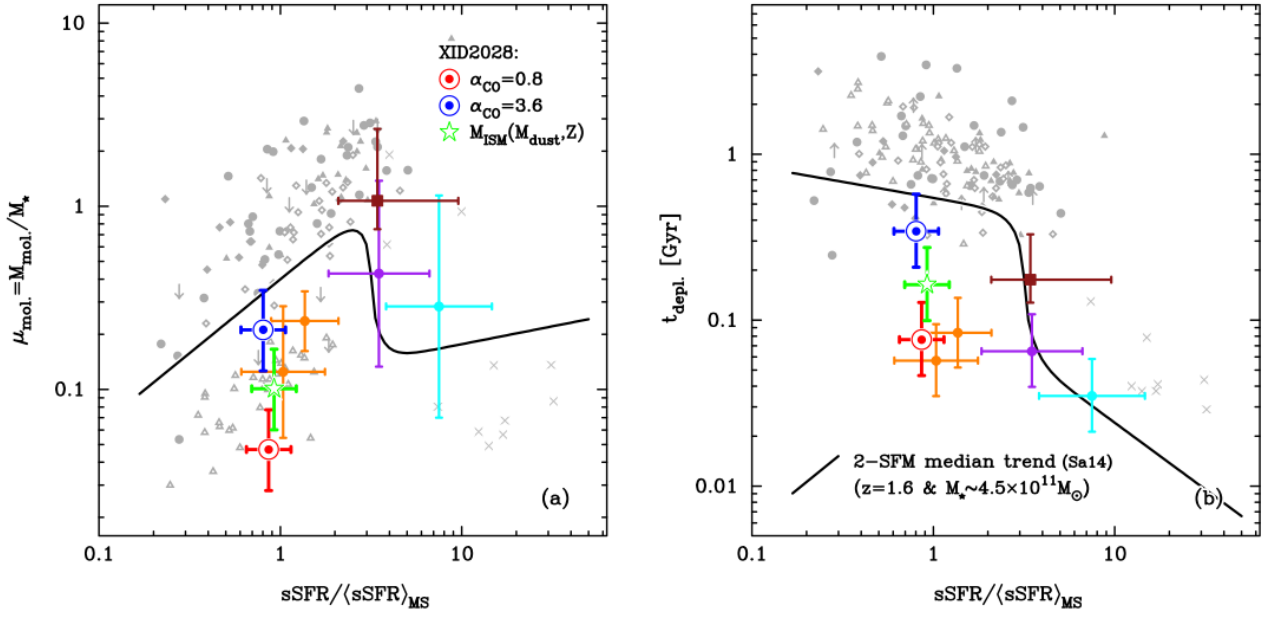 10
1
0.1
μmol.=Mmol./M⋆
XID2028:
αCO=0.8
αCO=3.6
MISM(Mdust,Z)
(a)
0.1
1
10
sSFR/⟨sSFR⟩MS
1
0.1
0.01
tdepl. [Gyr]
2-SFM median trend (Sa14)
(z=1.6 & M⋆~4.5×10¹¹M⊙)
(b)
0.1
1
10
sSFR/⟨sSFR⟩MS